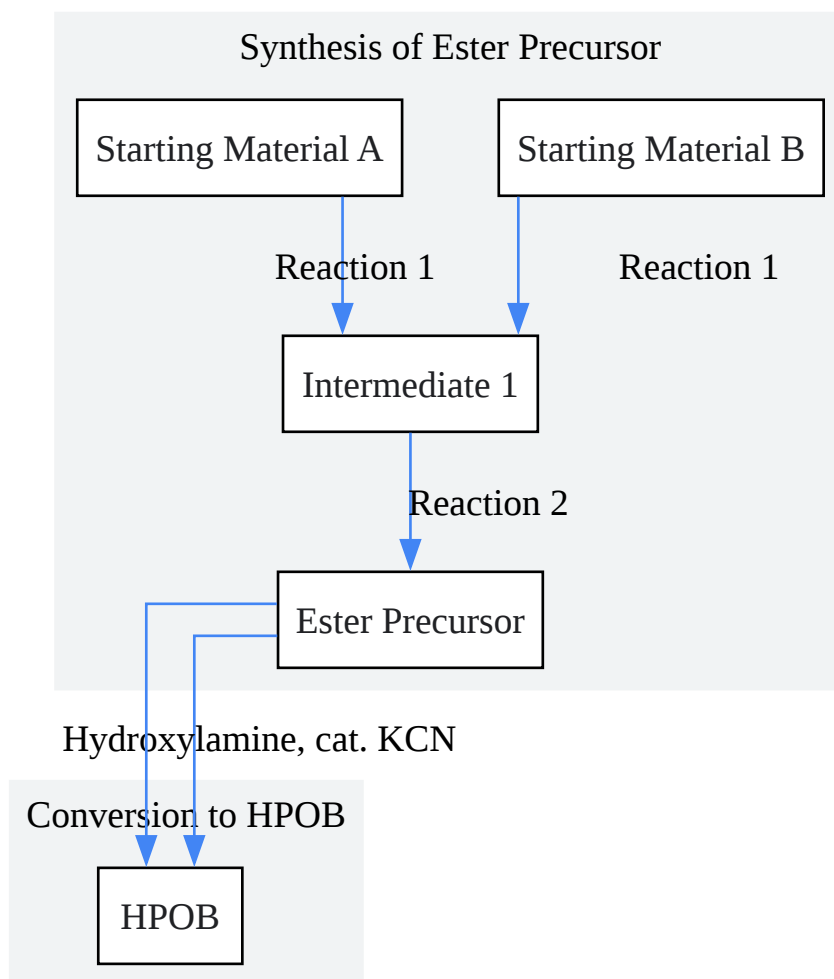 Synthesis of Ester Precursor
Starting Material A
Starting Material B
Reaction 1
Reaction 1
Intermediate 1
Reaction 2
Ester Precursor
Hydroxylamine, cat. KCN
Conversion to HPOB
HPOB